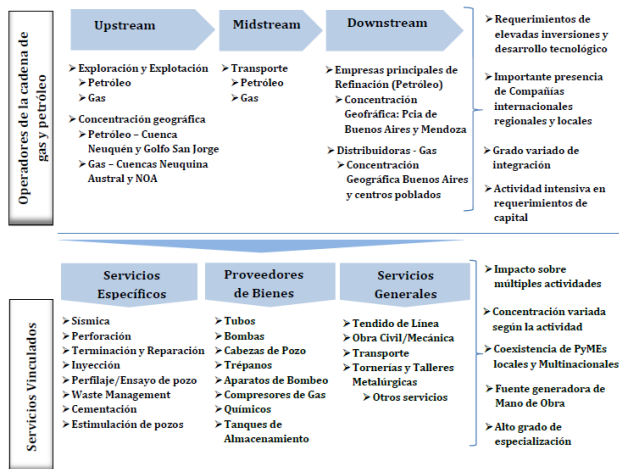 Operadores de la cadena de
gas y petróleo
Upstream
➢ Exploración y Explotación
➢ Petróleo
➢ Gas
➢ Concentración geográfica
➢ Petróleo – Cuenca
Neuquén y Golfo San Jorge
➢ Gas – Cuencas Neuquina
Austral y NOA
Midstream
➢ Transporte
➢ Petróleo
➢ Gas
Downstream
➢ Empresas principales de
Refinación (Petróleo)
➢ Concentración
Geofráfica: Pcia de
Buenos Aires y Mendoza
➢ Distribuidoras - Gas
➢ Concentración
Geográfica Buenos Aires
y centros poblados
➢ Requerimientos de
elevadas inversiones y
desarrollo tecnológico
➢ Importante presencia
de Compañías
internacionales
regionales y locales
➢ Grado variado de
integración
➢ Actividad intensiva en
requerimientos de
capital
Servicios Vinculados
Servicios
Específicos
➢ Sísmica
➢ Perforación
➢ Terminación y Reparación
➢ Inyección
➢ Perfilaje/Ensayo de pozo
➢ Waste Management
➢ Cementación
➢ Estimulación de pozos
Proveedores
de Bienes
➢ Tubos
➢ Bombas
➢ Cabezas de Pozo
➢ Trépanos
➢ Aparatos de Bombeo
➢ Compresores de Gas
➢ Químicos
➢ Tanques de
Almacenamiento
Servicios
Generales
➢ Tendido de Línea
➢ Obra Civil/Mecánica
➢ Transporte
➢ Tornerías y Talleres
Metalúrgicas
➢ Otros servicios
➢ Impacto sobre
múltiples actividades
➢ Concentración variada
según la actividad
➢ Coexistencia de PyMEs
locales y Multinacionales
➢ Fuente generadora de
Mano de Obra
➢ Alto grado de
especialización